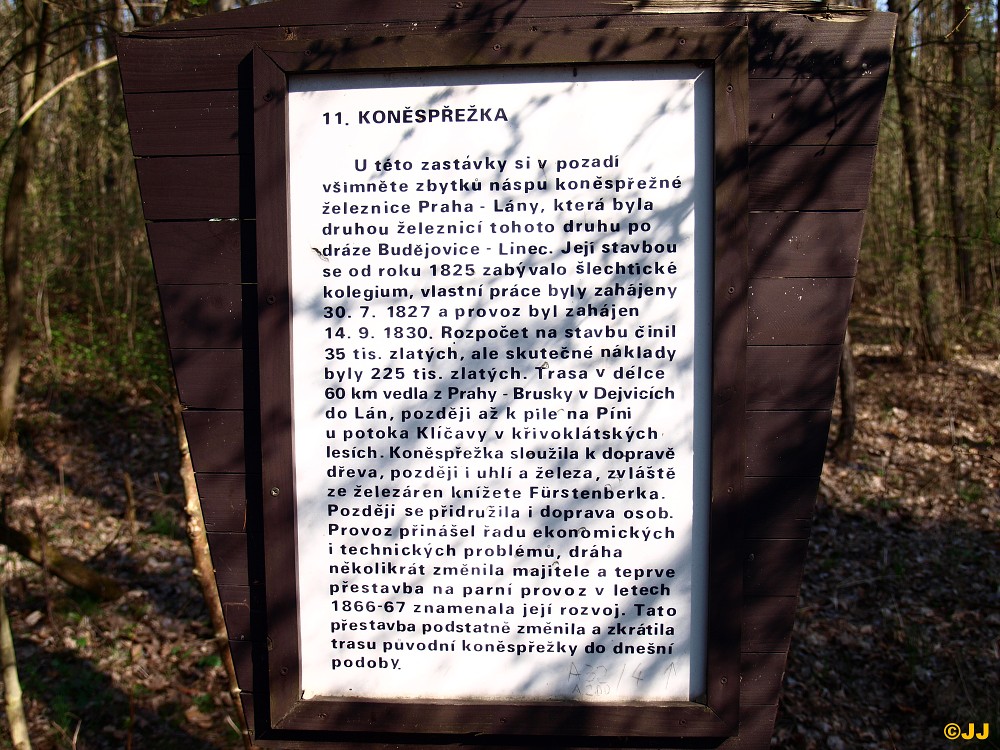 11. KONĚSPŘEŽKA
U této zastávky si v pozadí
všimněte zbytků náspu koněspřežné
železnice Praha - Lány, která byla
druhou železnicí tohoto druhu po
dráze Budějovice - Linec. Její stavbou
se od roku 1825 zabývalo šlechtické
kolegium, vlastní práce byly zahájeny
30. 7. 1827 a provoz byl zahájen
14. 9. 1830. Rozpočet na stavbu činil
35 tis. zlatých, ale skutečné náklady
byly 225 tis. zlatých. Trasa v délce
60 km vedla z Prahy - Brusky v Dejvicích
do Lán, později až k pile na Píni
u potoka Klíčavy v křivoklátských
lesích. Koněspřežka sloužila k dopravě
dřeva, později i uhlí a železa, zvláště
ze železáren knížete Fürstenberka.
Později se přidružila i doprava osob.
Provoz přinášel řadu ekonomických
i technických problémů, dráha
několikrát změnila majitele a teprve
přestavba na parní provoz v letech
1866-67 znamenala její rozvoj. Tato
přestavba podstatně změnila a zkrátila
trasu původní koněspřežky do dnešní
podoby.
©JJ